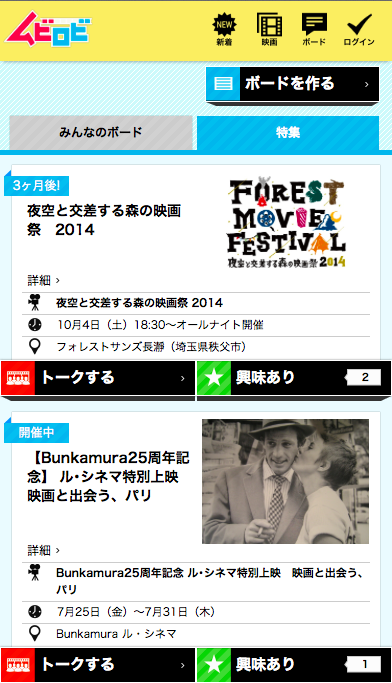 ムビロビ
NEW
新着
映画
ボード
ログイン
ボードを作る ›
みんなのボード
特集
3ヶ月後!
夜空と交差する森の映画
祭 2014
FOREST
MOVIE
FESTIVAL
夜空と交差する森の映画祭2014
詳細 ›
夜空と交差する森の映画祭 2014
10月4日（土）18:30〜オールナイト開催
フォレストサンズ長瀞（埼玉県秩父市）
トークする ›
興味あり 2
開催中
【Bunkamura25周年記
念】 ル･シネマ特別上映
映画と出会う、パリ
詳細 ›
Bunkamura25周年記念 ル･シネマ特別上映 映画と出会う、
パリ
7月25日（金）〜7月31日（木）
Bunkamura ル・シネマ
トークする ›
興味あり 1